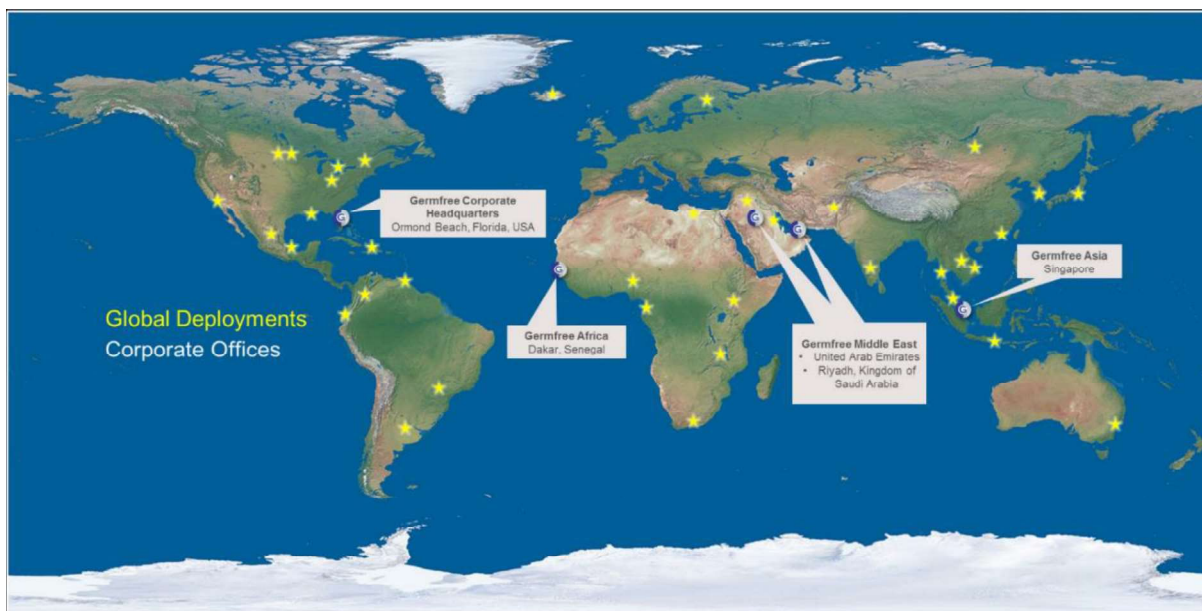 Germfree Corporate
Headquarters
Ormond Beach, Florida, USA
Germfree Asia
Singapore
Global Deployments
Corporate Offices
Germfree Africa
Dakar, Senegal
Germfree Middle East
• United Arab Emirates
• Riyadh, Kingdom of
Saudi Arabia
G
G
G
G
G